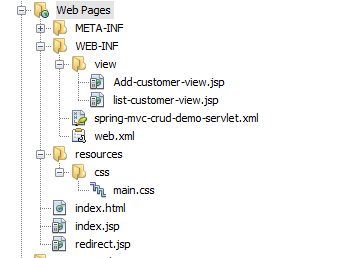 Web Pages
META-INF
WEB-INF
view
Add-customer-view.jsp
list-customer-view.jsp
spring-mvc-crud-demo-servlet.xml
web.xml
resources
css
main.css
index.html
index.jsp
redirect.jsp